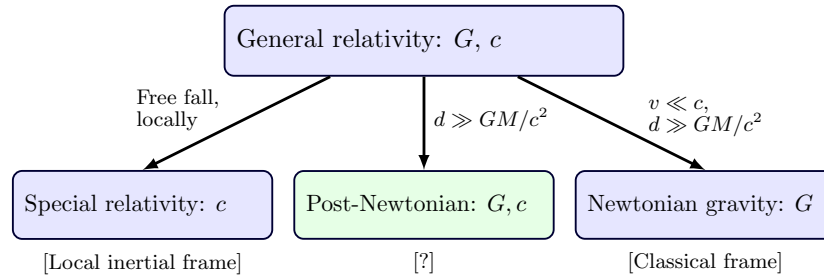 General relativity: G, c
Free fall,
locally
d ≫ GM/c²
v ≪ c,
d ≫ GM/c²
Special relativity: c
Post-Newtonian: G, c
Newtonian gravity: G
[Local inertial frame]
[?]
[Classical frame]